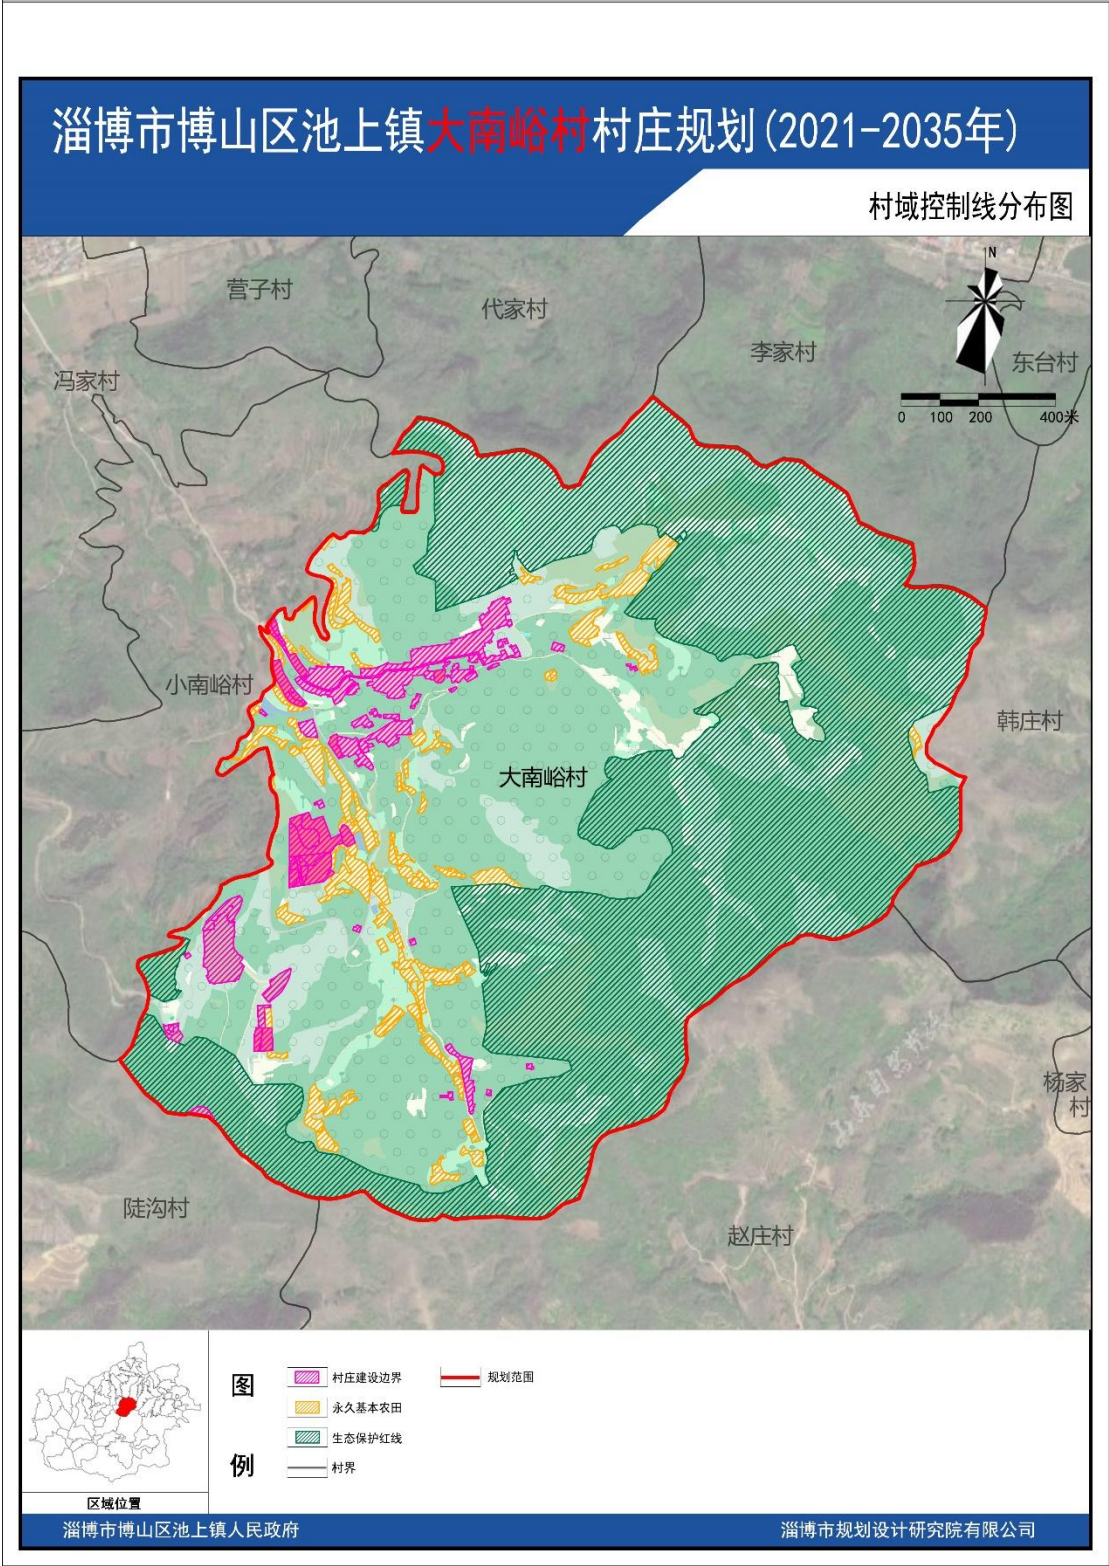 淄博市博山区池上镇大南峪村村庄规划(2021-2035年)
村域控制线分布图
营子村
代家村
李家村
东台村
冯家村
N
0 100 200 400米
小南峪村
韩庄村
大南峪村
杨家
村
陡沟村
赵庄村
图
例
村庄建设边界
规划范围
永久基本农田
生态保护红线
村界
区域位置
淄博市博山区池上镇人民政府
淄博市规划设计研究院有限公司